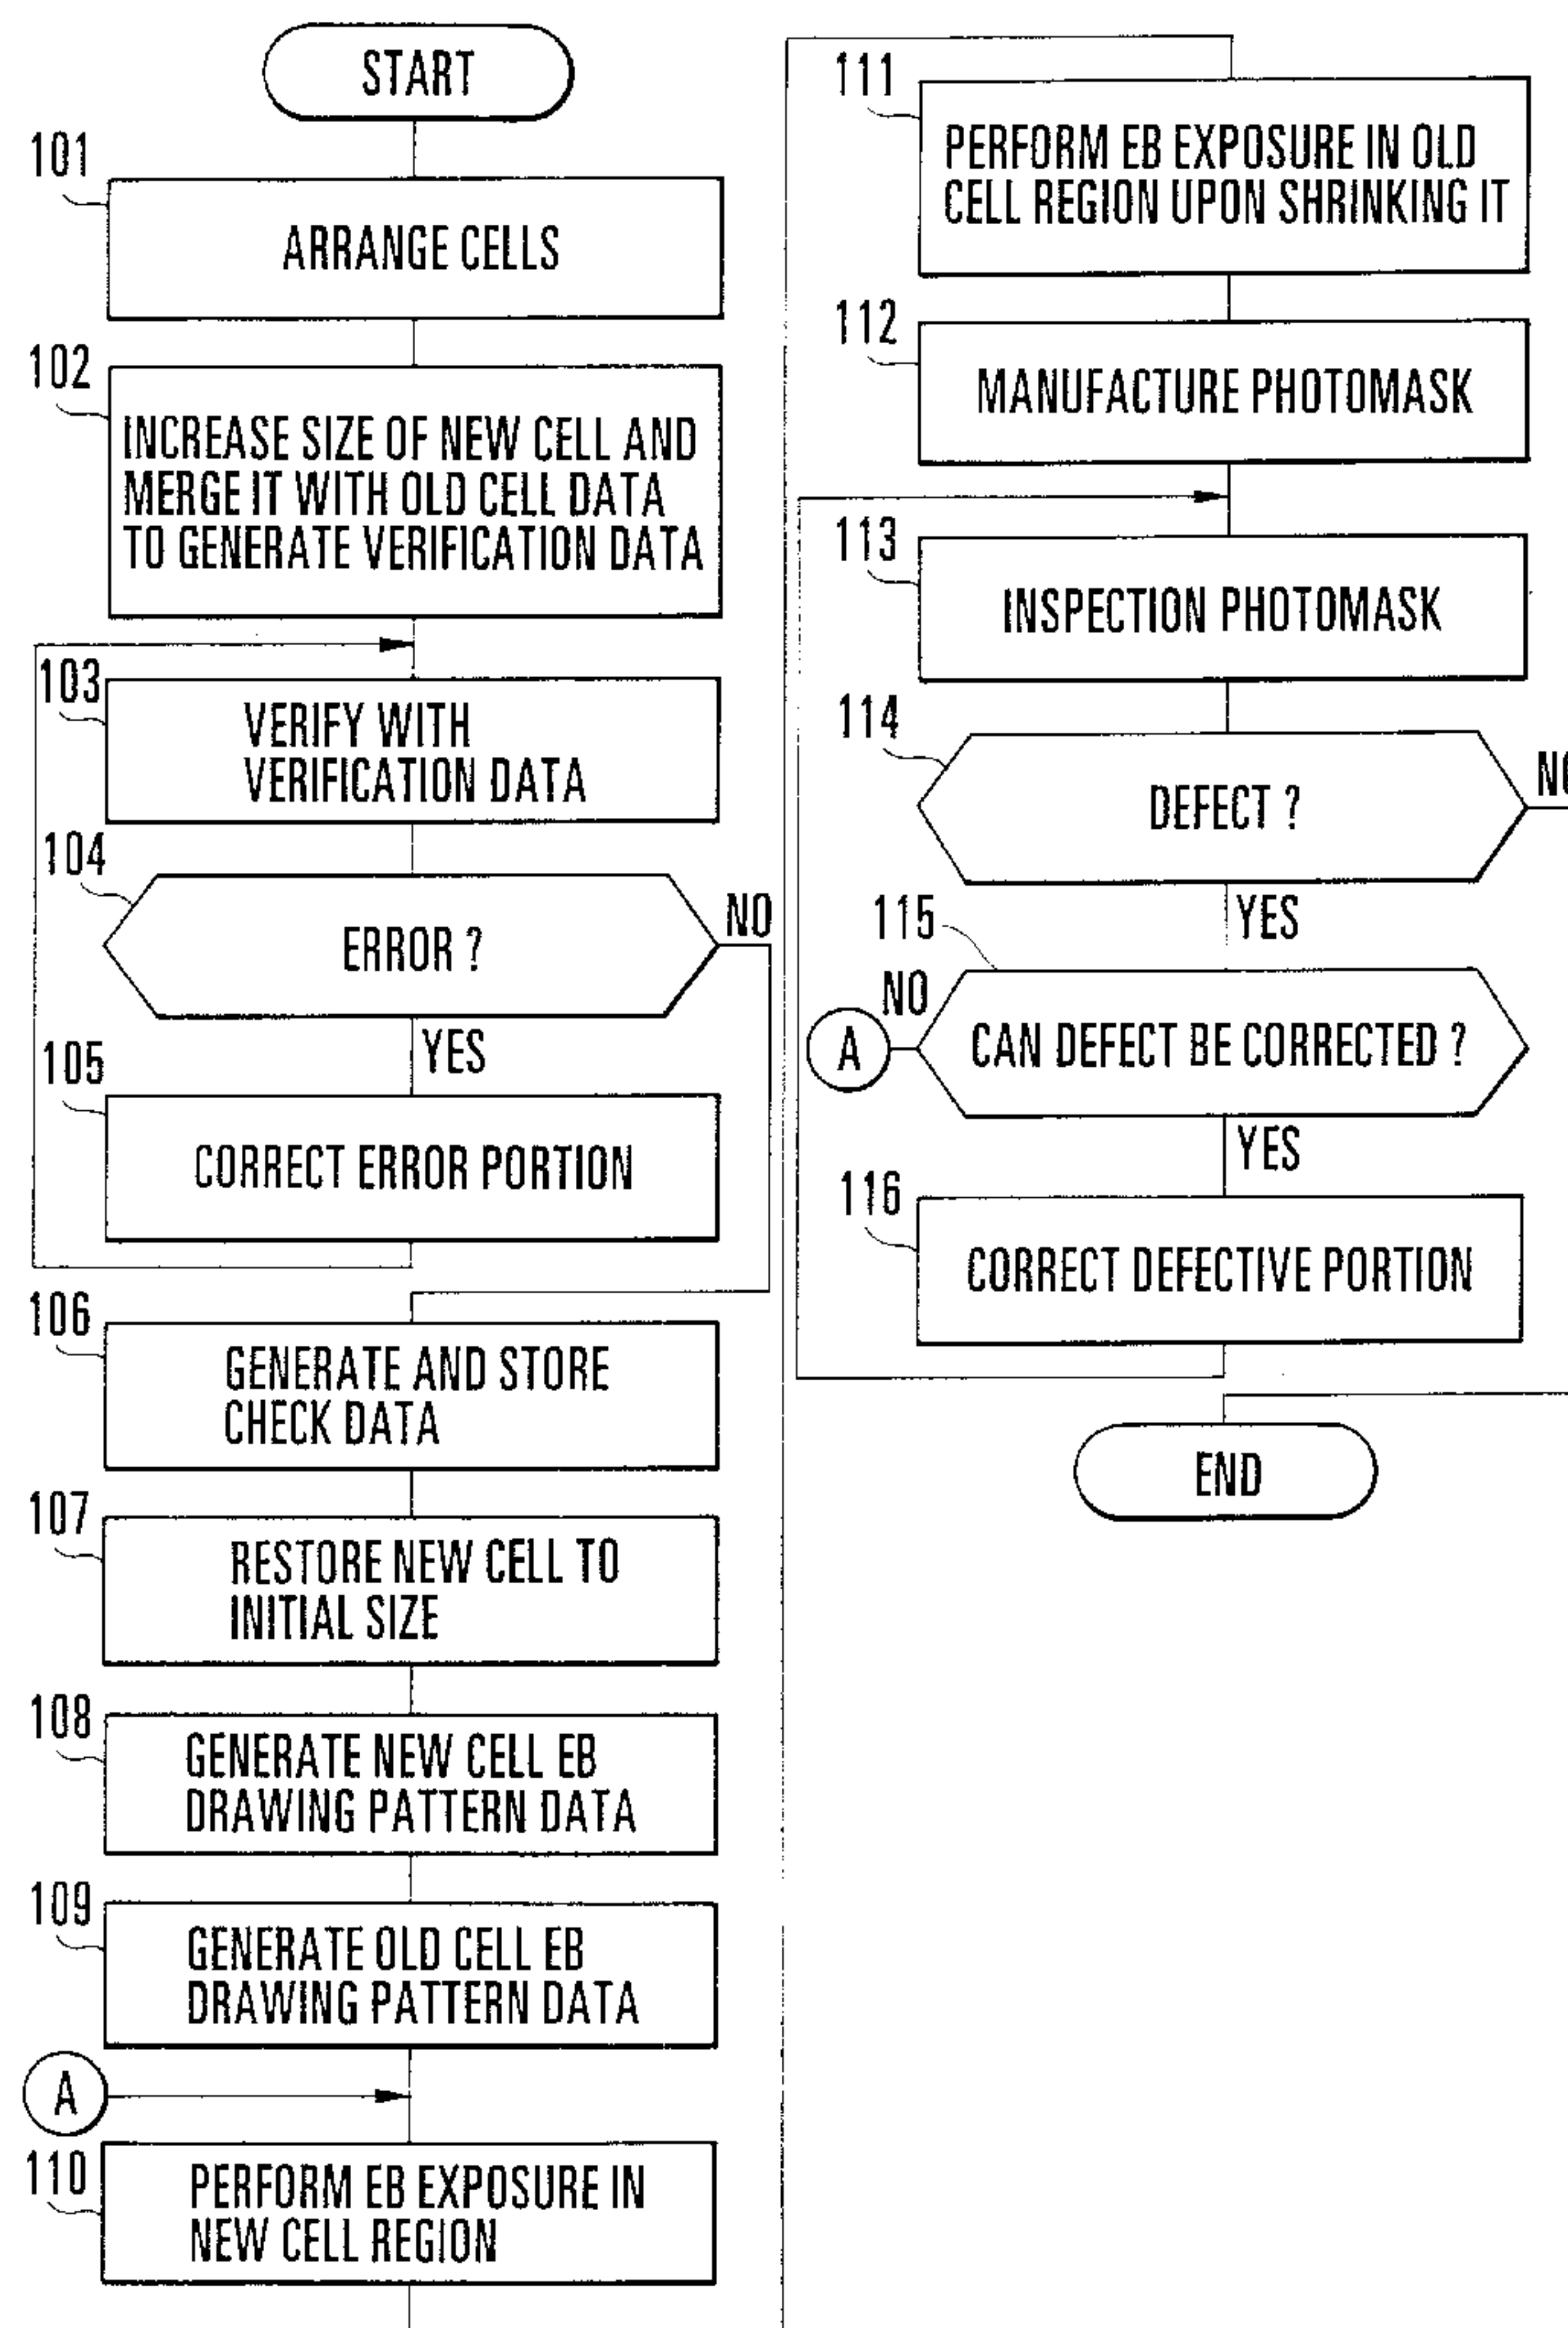 START
101
ARRANGE CELLS
102
INCREASE SIZE OF NEW CELL AND
MERGE IT WITH OLD CELL DATA
TO GENERATE VERIFICATION DATA
103
VERIFY WITH
VERIFICATION DATA
104
ERROR ?
NO
YES
105
CORRECT ERROR PORTION
106
GENERATE AND STORE
CHECK DATA
107
RESTORE NEW CELL TO
INITIAL SIZE
108
GENERATE NEW CELL EB
DRAWING PATTERN DATA
109
GENERATE OLD CELL EB
DRAWING PATTERN DATA
A
110
PERFORM EB EXPOSURE IN
NEW CELL REGION
111
PERFORM EB EXPOSURE IN OLD
CELL REGION UPON SHRINKING IT
112
MANUFACTURE PHOTOMASK
113
INSPECTION PHOTOMASK
114
DEFECT ?
NO
YES
115
NO
A
CAN DEFECT BE CORRECTED ?
YES
116
CORRECT DEFECTIVE PORTION
END